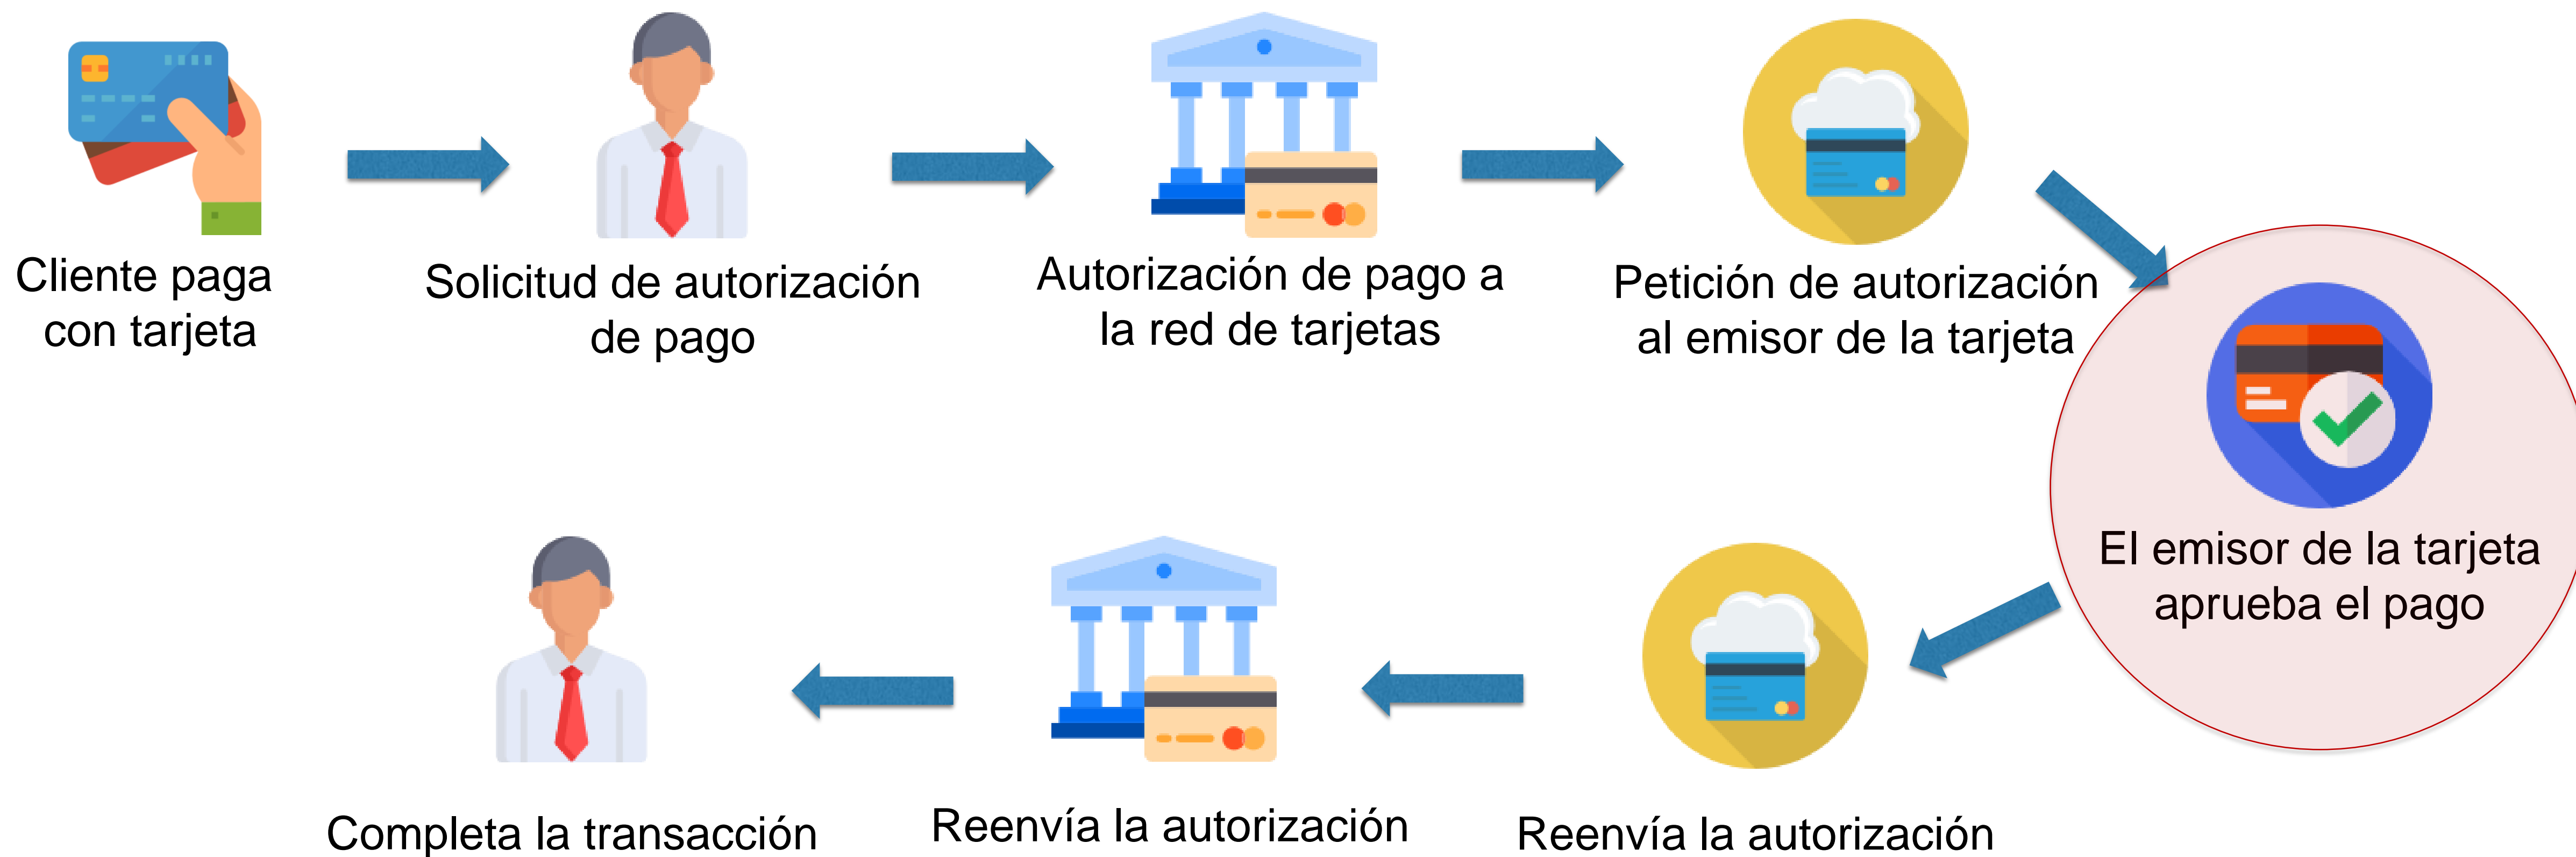 Cliente paga
con tarjeta
Solicitud de autorización
de pago
Autorización de pago a
la red de tarjetas
Petición de autorización
al emisor de la tarjeta
El emisor de la tarjeta
aprueba el pago
Reenvía la autorización
Reenvía la autorización
Completa la transacción